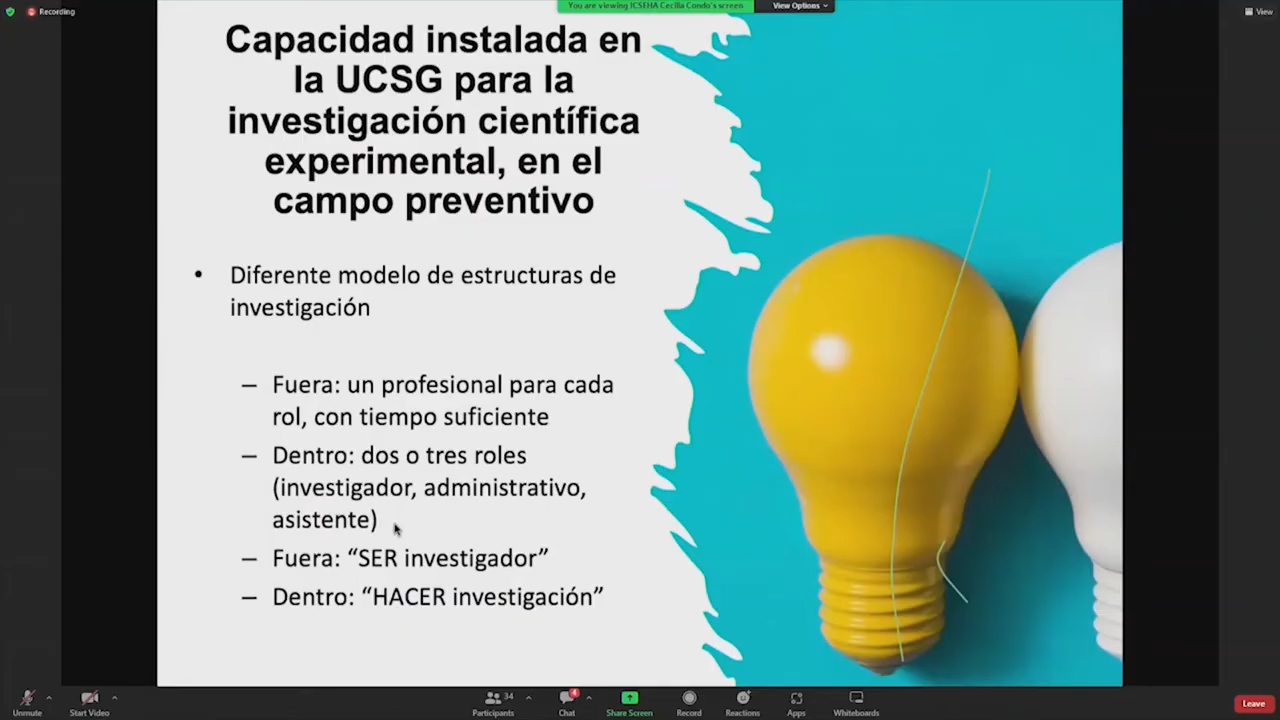 Recording
You are viewing ICSEHA Cecilia Condo's screen
View Options
View
Capacidad instalada en
la UCSG para la
investigación científica
experimental, en el
campo preventivo
• Diferente modelo de estructuras de
investigación
– Fuera: un profesional para cada
rol, con tiempo suficiente
– Dentro: dos o tres roles
(investigador, administrativo,
asistente)
– Fuera: “SER investigador”
– Dentro: “HACER investigación”
Unmute
Start Video
34
Participants
4
Chat
Share Screen
Record
Reactions
Apps
Whiteboards
Leave